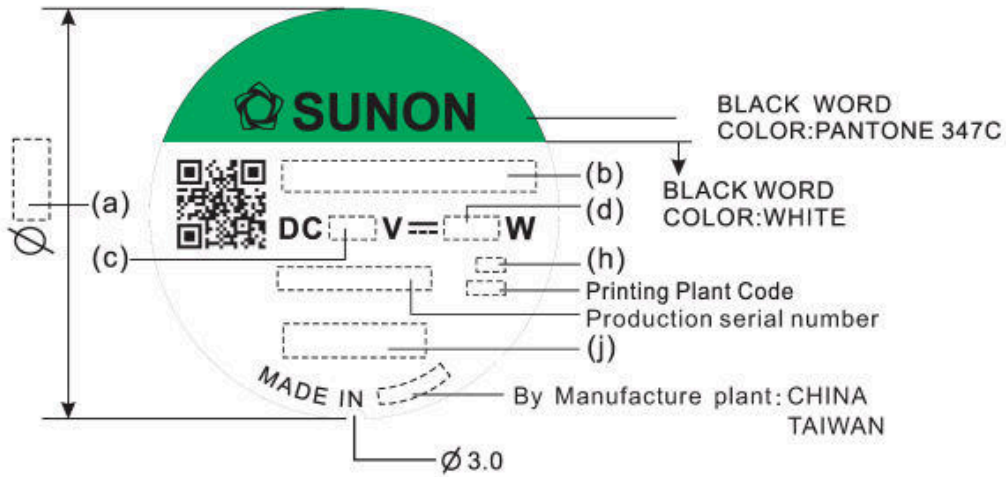 SUNON
BLACK WORD
COLOR:PANTONE 347C
(a)
(b)
BLACK WORD
COLOR:WHITE
(d)
DC V W
(c)
(h)
Printing Plant Code
Production serial number
(j)
MADE IN
By Manufacture plant: CHINA
TAIWAN
Ø
Ø 3.0